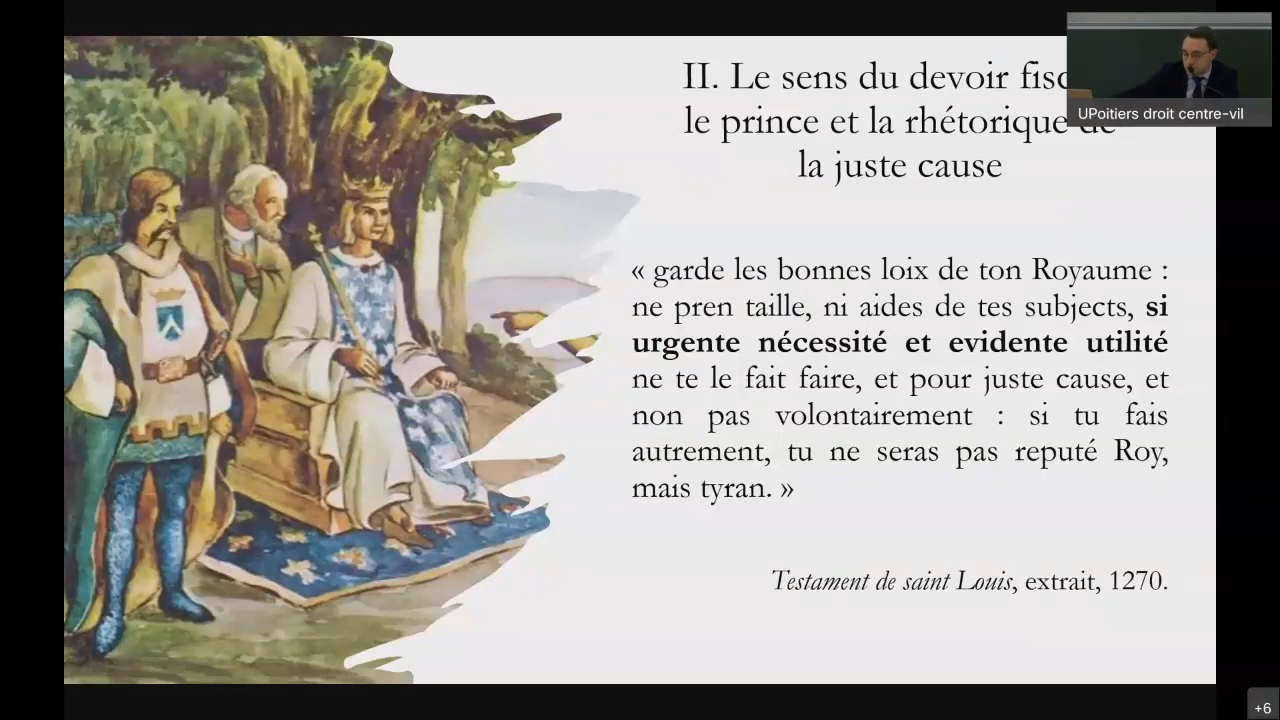 II. Le sens du devoir
le prince et la rhétorique de
la juste cause
UPoitiers droit centre-vil
« garde les bonnes loix de ton Royaume :
ne pren taille, ni aides de tes subjects, si
urgente nécessité et evidente utilité
ne te le fait faire, et pour juste cause, et
non pas volontairement : si tu fais
autrement, tu ne seras pas reputé Roy,
mais tyran. »
Testament de saint Louis, extrait, 1270.
+6